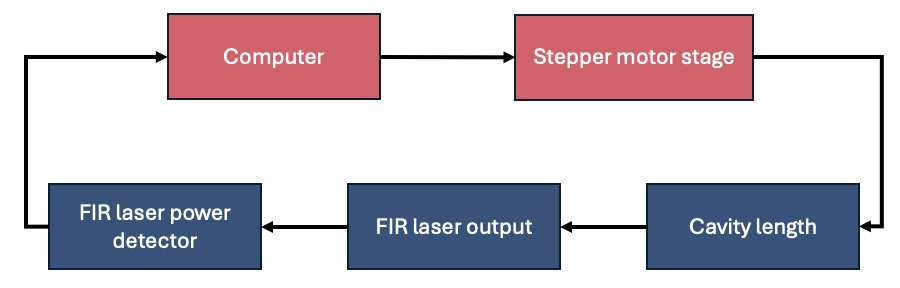 Computer
Stepper motor stage
FIR laser power
detector
FIR laser output
Cavity length